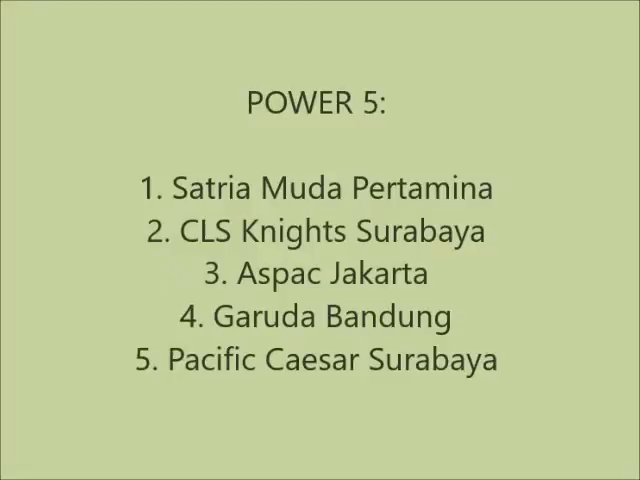 POWER 5:
1. Satria Muda Pertamina
2. CLS Knights Surabaya
3. Aspac Jakarta
4. Garuda Bandung
5. Pacific Caesar Surabaya